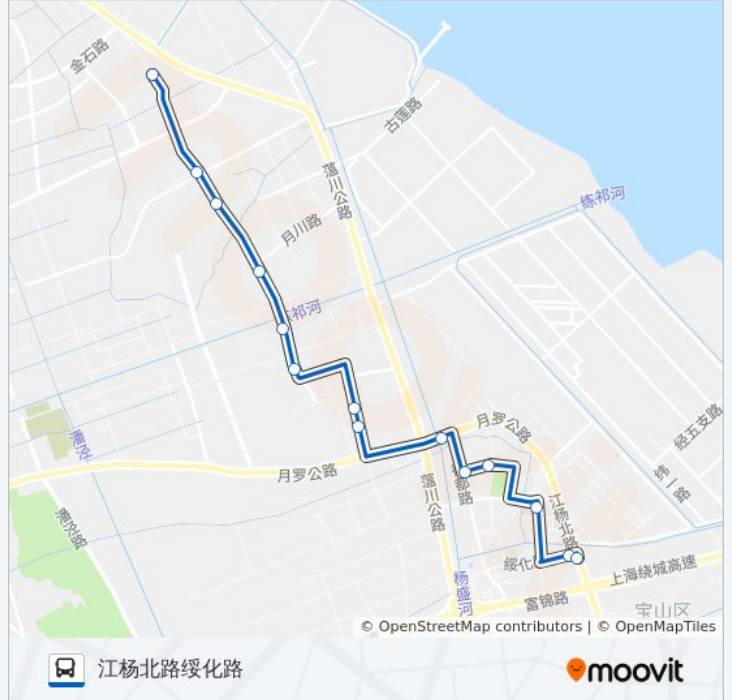 金石路
古莲路
蕰川公路
练祁河
月川路
祁河
月罗公路
经五支路
潘泾
纬一路
月罗公路
蕰川公路
都路
江杨北路
潘泾路
绥化
上海绕城高速
杨盛河
富锦路
宝山区
© OpenStreetMap contributors | © OpenMapTiles
江杨北路绥化路
moovit